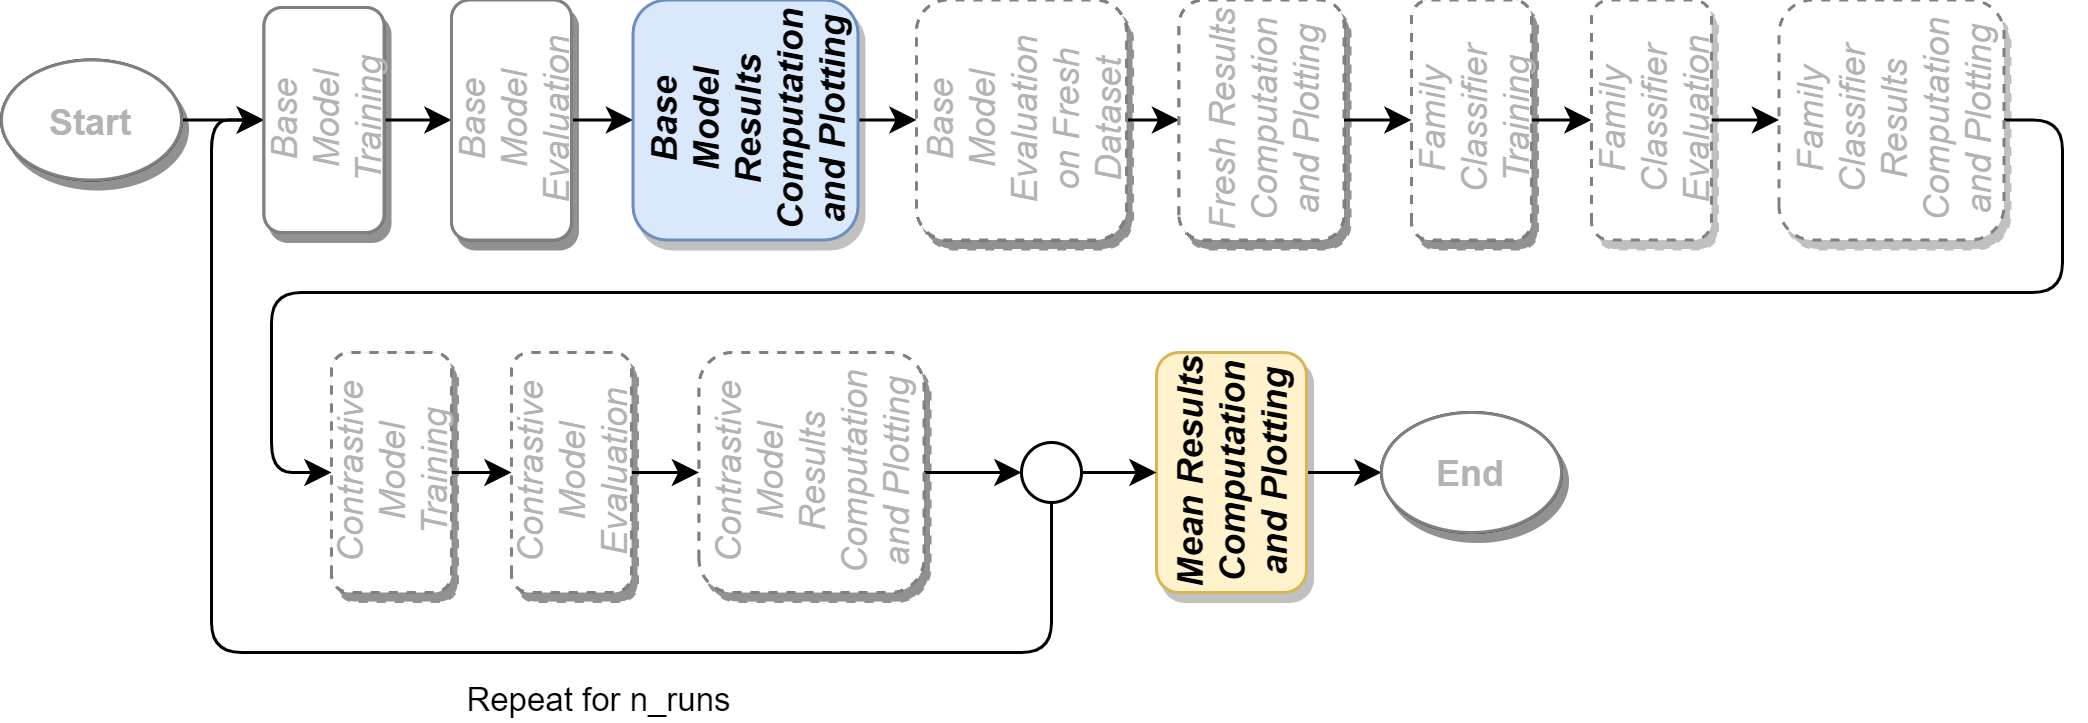 Start
Base
Model
Training
Base
Model
Evaluation
Base
Model
Results
Computation
and Plotting
Base
Model
Evaluation
on Fresh
Dataset
Fresh Results
Computation
and Plotting
Family
Classifier
Training
Family
Classifier
Evaluation
Family
Classifier
Results
Computation
and Plotting
Contrastive
Model
Training
Contrastive
Model
Evaluation
Contrastive
Model
Results
Computation
and Plotting
Mean Results
Computation
and Plotting
End
Repeat for n_runs